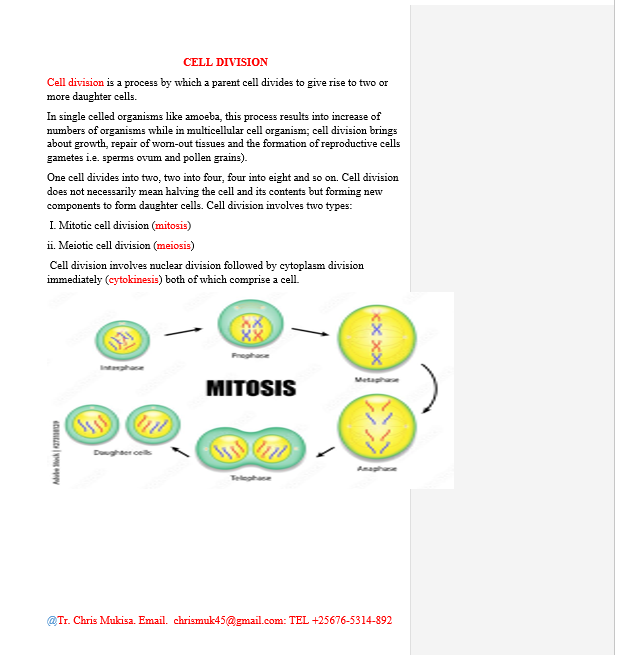 CELL DIVISION
Cell division is a process by which a parent cell divides to give rise to two or
more daughter cells.
In single celled organisms like amoeba, this process results into increase of
numbers of organisms while in multicellular cell organism; cell division brings
about growth, repair of worn-out tissues and the formation of reproductive cells
gametes i.e. sperms ovum and pollen grains).
One cell divides into two, two into four, four into eight and so on. Cell division
does not necessarily mean halving the cell and its contents but forming new
components to form daughter cells. Cell division involves two types:
I. Mitotic cell division (mitosis)
ii. Meiotic cell division (meiosis)
Cell division involves nuclear division followed by cytoplasm division
immediately (cytokinesis) both of which comprise a cell.
Interphase
Prophase
Metaphase
MITOSIS
Daughter cells
Telophase
Anaphase
Adobe Stock |
@Tr. Chris Mukisa. Email. chrismuk45@gmail.com: TEL +25676-5314-892